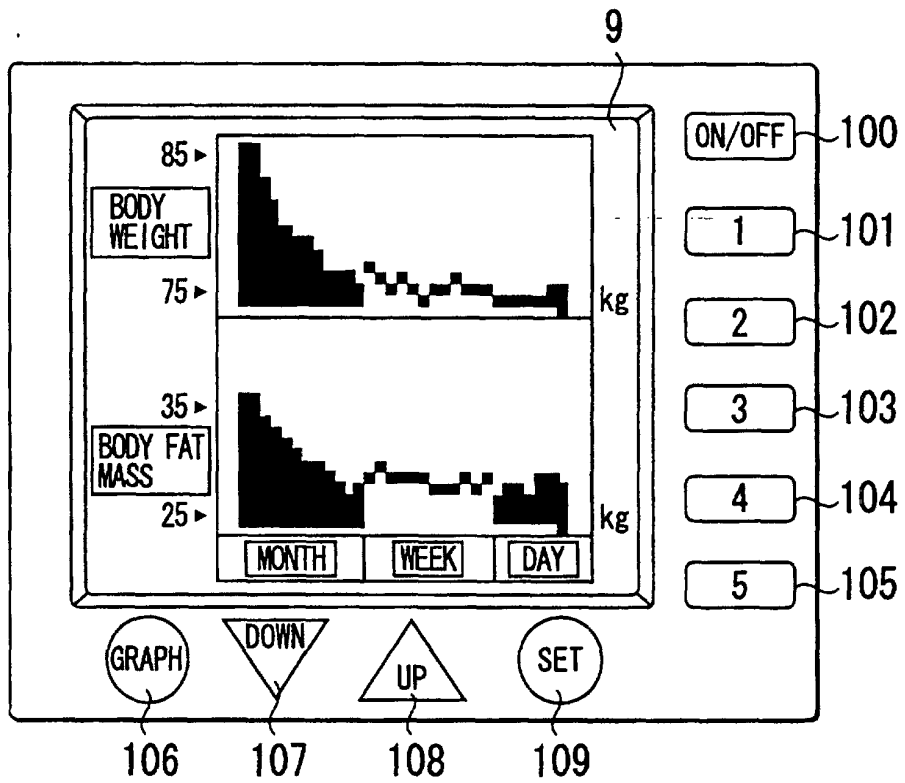 9
ON/OFF
100
85
BODY
WEIGHT
1
101
75
kg
2
102
35
3
103
BODY FAT
MASS
4
104
25
kg
MONTH
WEEK
DAY
5
105
GRAPH
DOWN
UP
SET
106
107
108
109